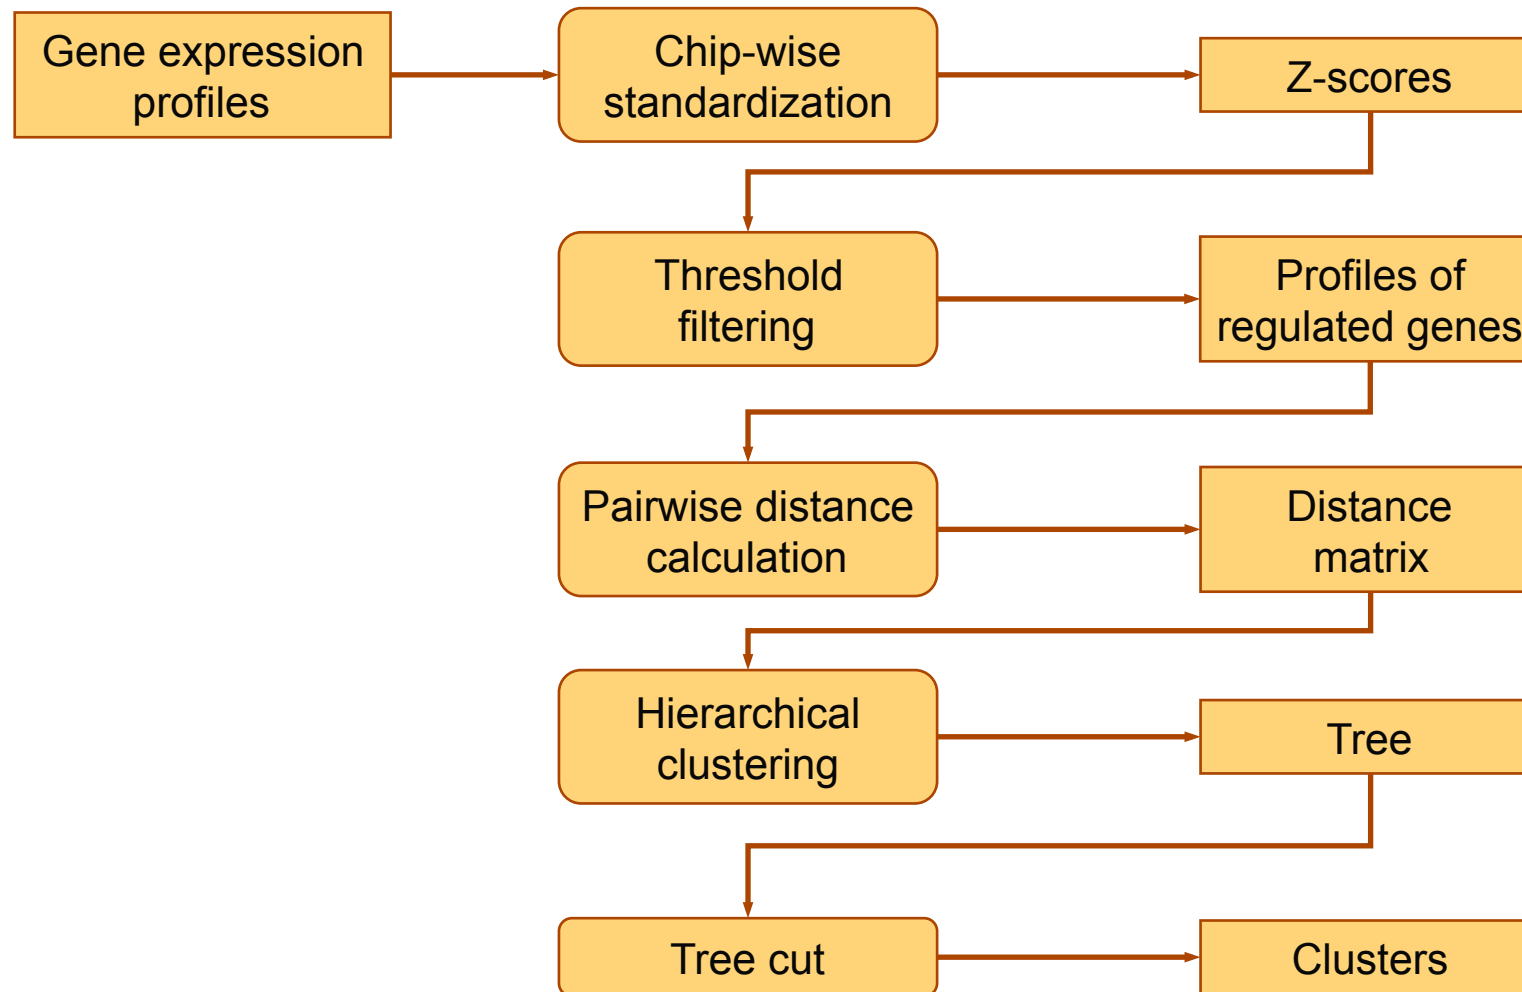 Gene expression
profiles
Chip-wise
standardization
Z-scores
Threshold
filtering
Profiles of
regulated genes
Pairwise distance
calculation
Distance
matrix
Hierarchical
clustering
Tree
Tree cut
Clusters